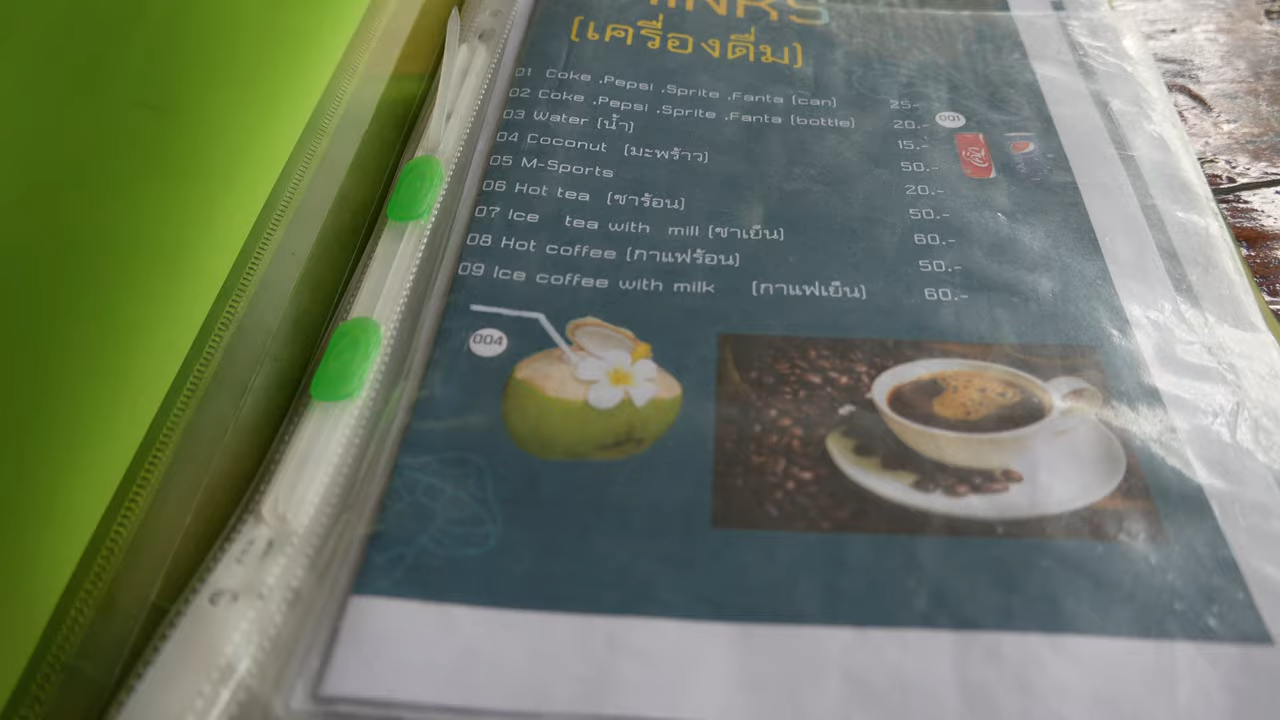 (เครื่องดื่ม)
01 Coke ,Pepsi ,Sprite ,Fanta (can) 25-
02 Coke ,Pepsi ,Sprite ,Fanta (bottle) 20.-
001
03 Water (น้ำ) 15.-
04 Coconut (มะพร้าว) 50.-
05 M-Sports 20.-
06 Hot tea (ชาร้อน) 50.-
07 Ice tea with mill (ชาเย็น) 60.-
08 Hot coffee (กาแฟร้อน) 50.-
09 Ice coffee with milk (กาแฟเย็น) 60.-
004